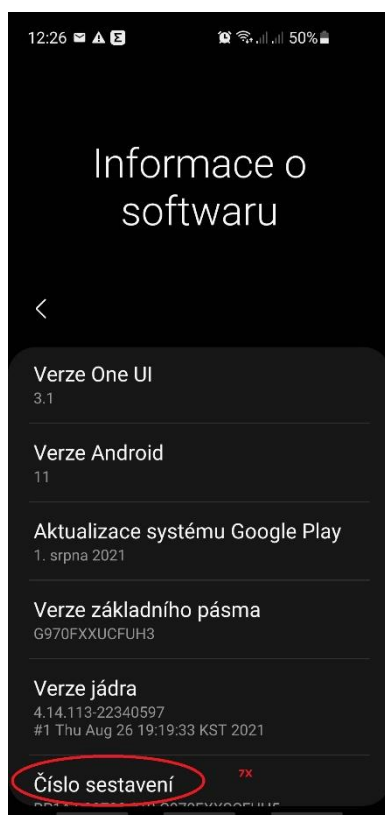 12:26 50%
Informace o
softwaru
Verze One UI
3.1
Verze Android
11
Aktualizace systému Google Play
1. srpna 2021
Verze základního pásma
G970FXXUCFUH3
Verze jádra
4.14.113-22340597
#1 Thu Aug 26 19:19:33 KST 2021
Číslo sestavení 7X